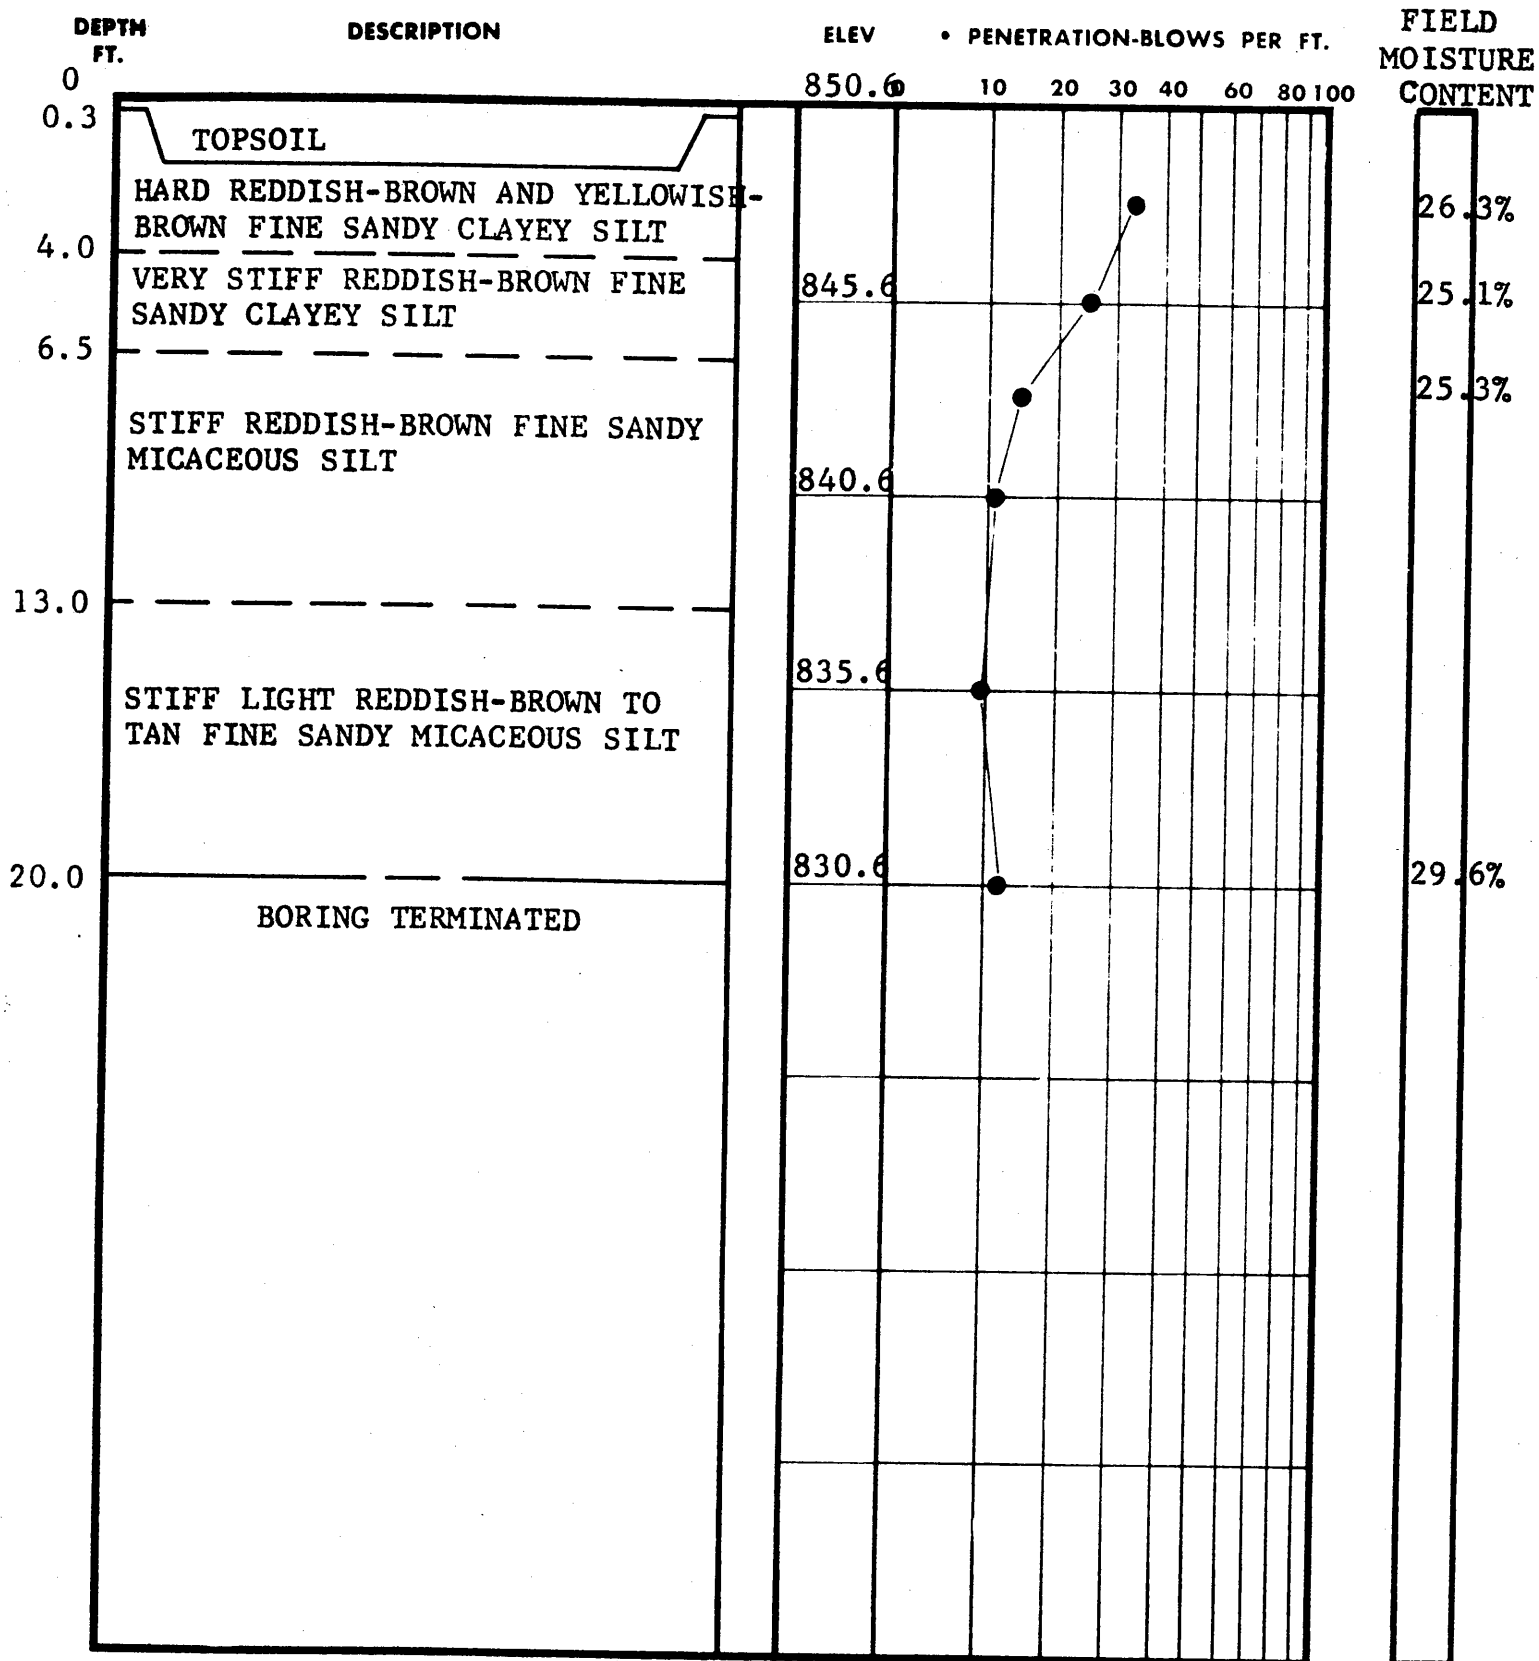 DEPTH FT.
DESCRIPTION
ELEV
• PENETRATION-BLOWS PER FT.
FIELD
MOISTURE
CONTENT
0
850.6
0 10 20 30 40 60 80 100
0.3
TOPSOIL
HARD REDDISH-BROWN AND YELLOWISH-
BROWN FINE SANDY CLAYEY SILT
26.3%
4.0
VERY STIFF REDDISH-BROWN FINE
SANDY CLAYEY SILT
845.6
25.1%
6.5
25.3%
STIFF REDDISH-BROWN FINE SANDY
MICACEOUS SILT
840.6
13.0
835.6
STIFF LIGHT REDDISH-BROWN TO
TAN FINE SANDY MICACEOUS SILT
20.0
830.6
29.6%
BORING TERMINATED